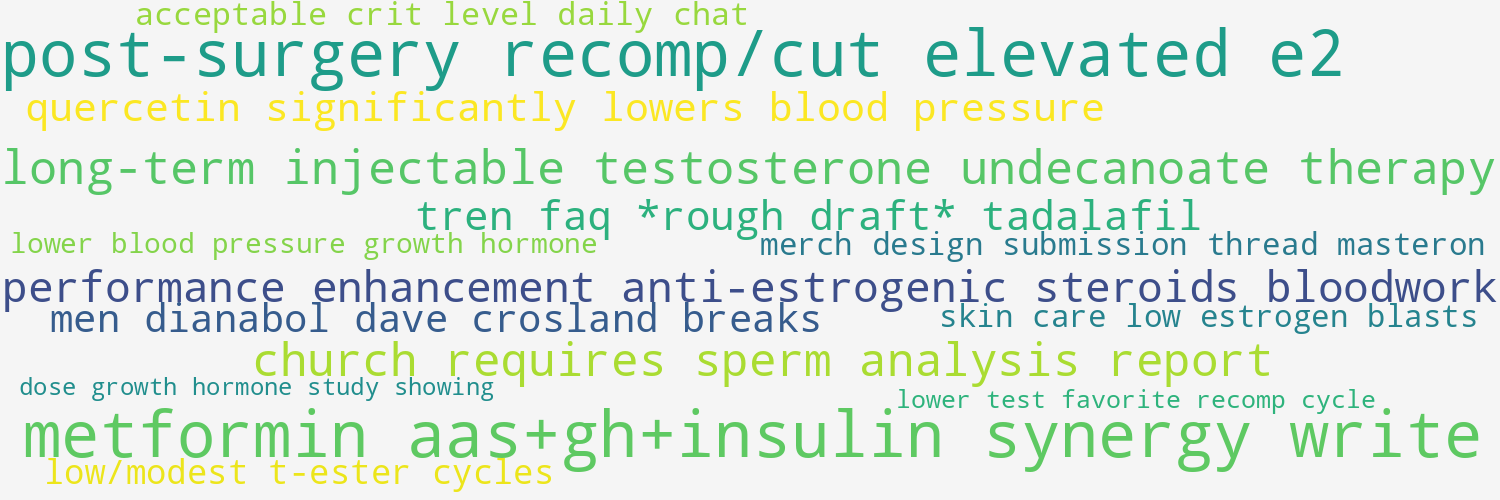 acceptable crit level daily chat
post-surgery recomp/cut elevated e2
quercetin significantly lowers blood pressure
long-term injectable testosterone undecanoate therapy
tren faq *rough draft* tadalafil
lower blood pressure growth hormone
merch design submission thread masteron
performance enhancement anti-estrogenic steroids bloodwork
men dianabol dave crosland breaks
skin care low estrogen blasts
church requires sperm analysis report
dose growth hormone study showing
lower test favorite recomp cycle
metformin aas+gh+insulin synergy write
low/modest t-ester cycles